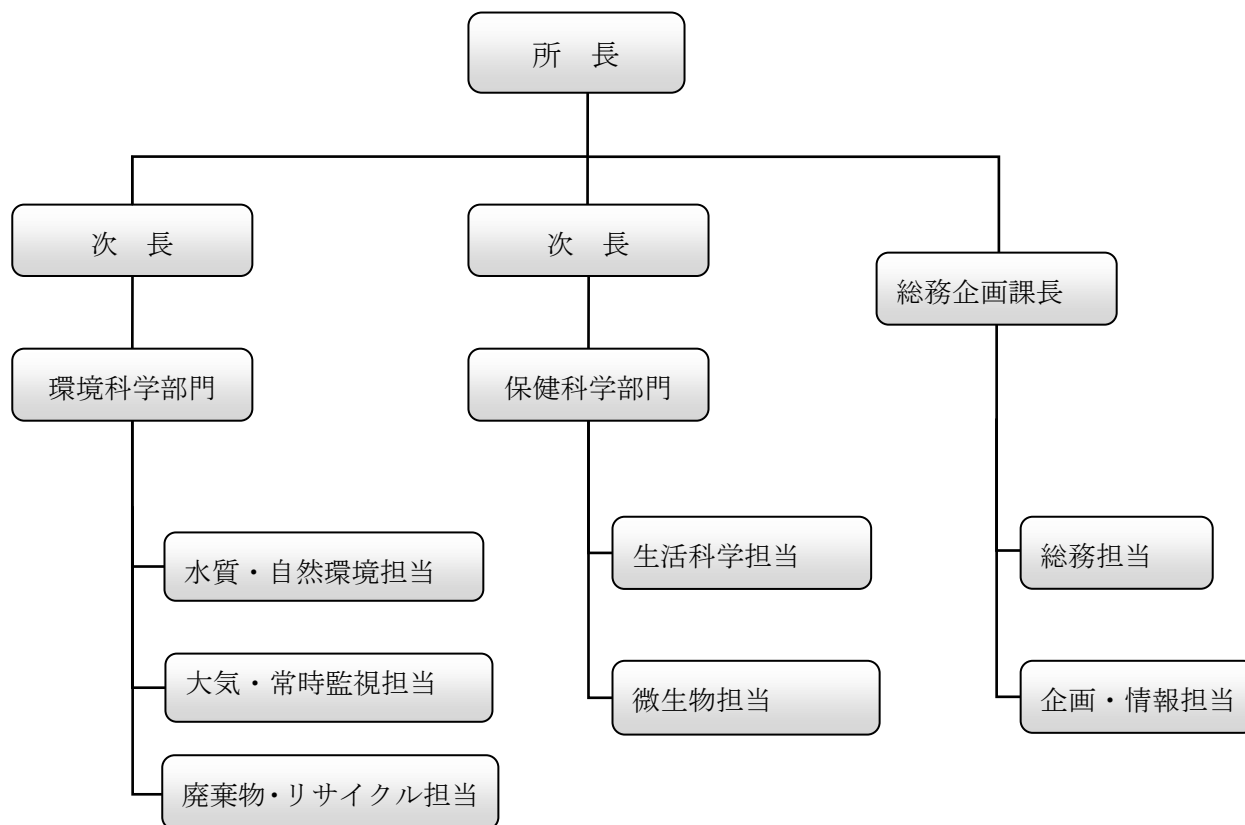 所　長
次　長
次　長
総務企画課長
環境科学部門
保健科学部門
水質・自然環境担当
生活科学担当
総務担当
大気・常時監視担当
微生物担当
企画・情報担当
廃棄物・リサイクル担当